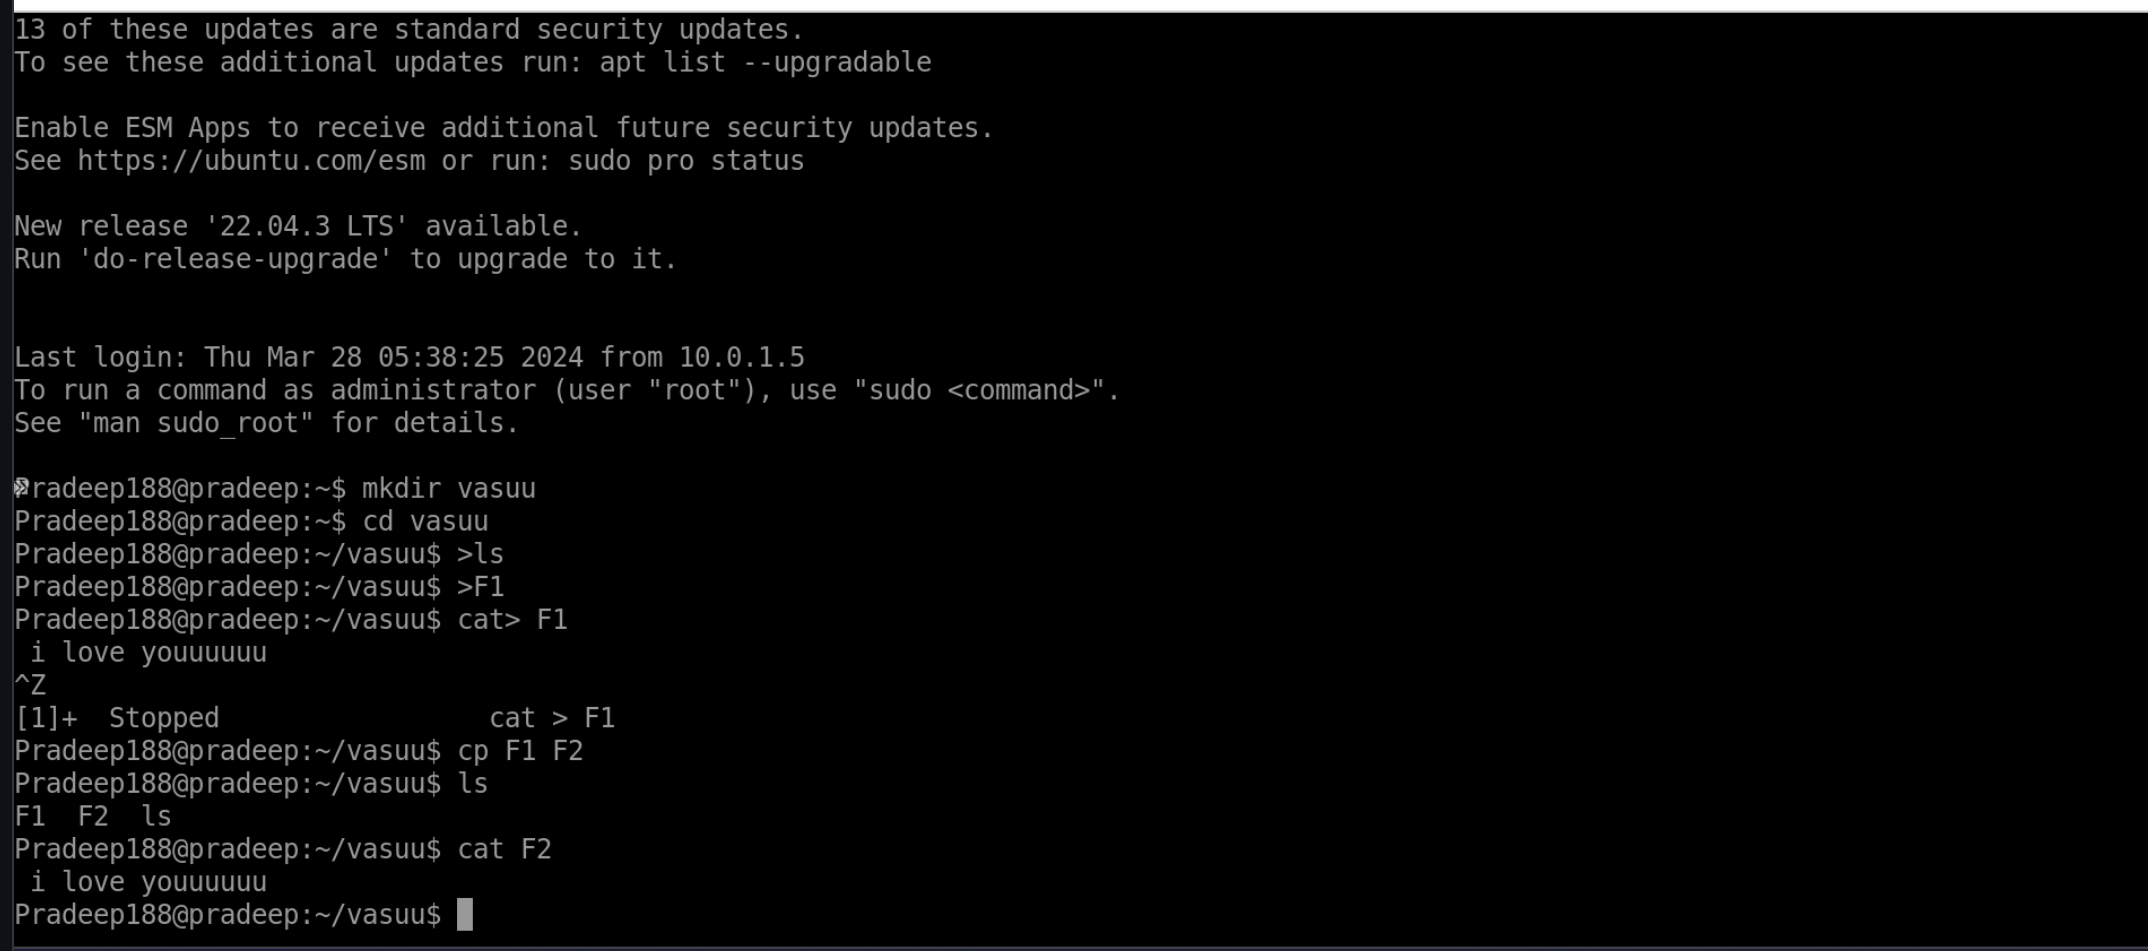 13 of these updates are standard security updates.
To see these additional updates run: apt list --upgradable
Enable ESM Apps to receive additional future security updates.
See https://ubuntu.com/esm or run: sudo pro status
New release '22.04.3 LTS' available.
Run 'do-release-upgrade' to upgrade to it.
Last login: Thu Mar 28 05:38:25 2024 from 10.0.1.5
To run a command as administrator (user "root"), use "sudo <command>".
See "man sudo_root" for details.
Pradeep188@pradeep:~$ mkdir vasuu
Pradeep188@pradeep:~$ cd vasuu
Pradeep188@pradeep:~/vasuu$ >ls
Pradeep188@pradeep:~/vasuu$ >F1
Pradeep188@pradeep:~/vasuu$ cat> F1
 i love youuuuuu
^Z
[1]+  Stopped                 cat > F1
Pradeep188@pradeep:~/vasuu$ cp F1 F2
Pradeep188@pradeep:~/vasuu$ ls
F1  F2  ls
Pradeep188@pradeep:~/vasuu$ cat F2
 i love youuuuuu
Pradeep188@pradeep:~/vasuu$